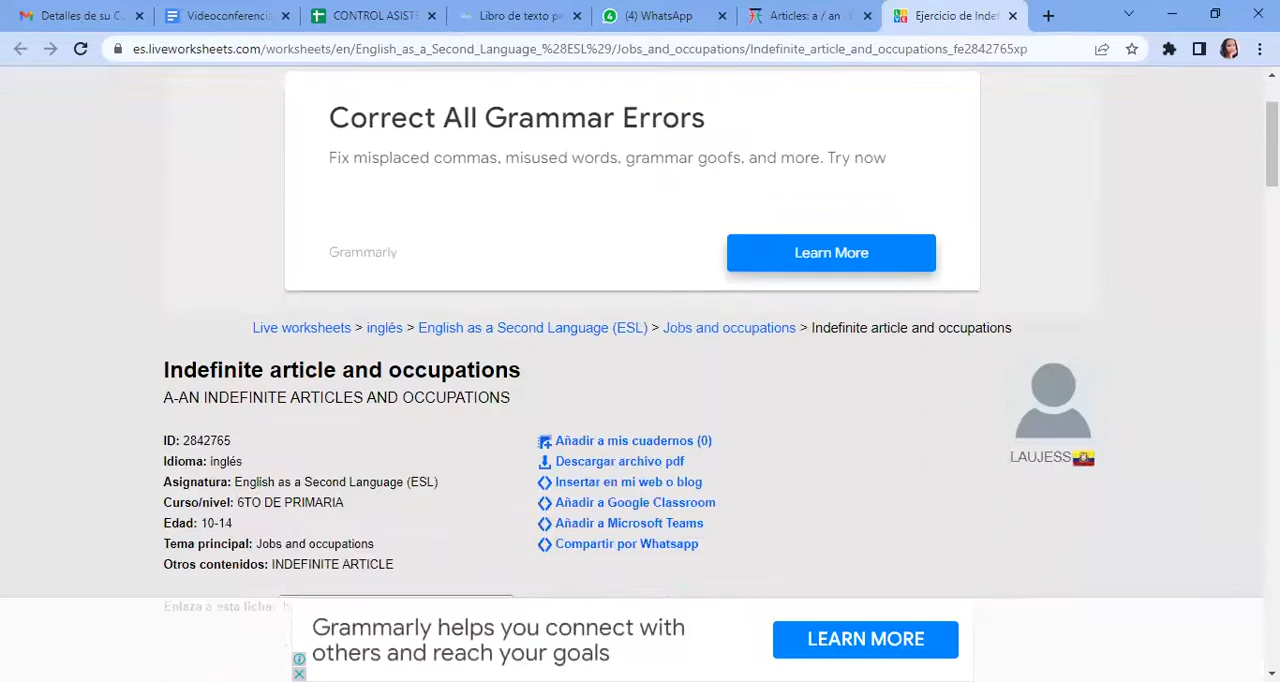 Detalles de su C
Videoconferencia
CONTROL ASIST
Libro de texto pr
(4) WhatsApp
Articles: a / an -
Ejercicio de Indef
es.liveworksheets.com/worksheets/en/English_as_a_Second_Language_%28ESL%29/Jobs_and_occupations/Indefinite_article_and_occupations_fe2842765xp
Correct All Grammar Errors
Fix misplaced commas, misused words, grammar goofs, and more. Try now
Grammarly
Learn More
Live worksheets > inglés > English as a Second Language (ESL) > Jobs and occupations > Indefinite article and occupations
Indefinite article and occupations
A-AN INDEFINITE ARTICLES AND OCCUPATIONS
ID: 2842765
Idioma: inglés
Asignatura: English as a Second Language (ESL)
Curso/nivel: 6TO DE PRIMARIA
Edad: 10-14
Tema principal: Jobs and occupations
Otros contenidos: INDEFINITE ARTICLE
Añadir a mis cuadernos (0)
Descargar archivo pdf
Insertar en mi web o blog
Añadir a Google Classroom
Añadir a Microsoft Teams
Compartir por Whatsapp
LAUJESS
Enlaza a esta ficha:
Grammarly helps you connect with
others and reach your goals
LEARN MORE